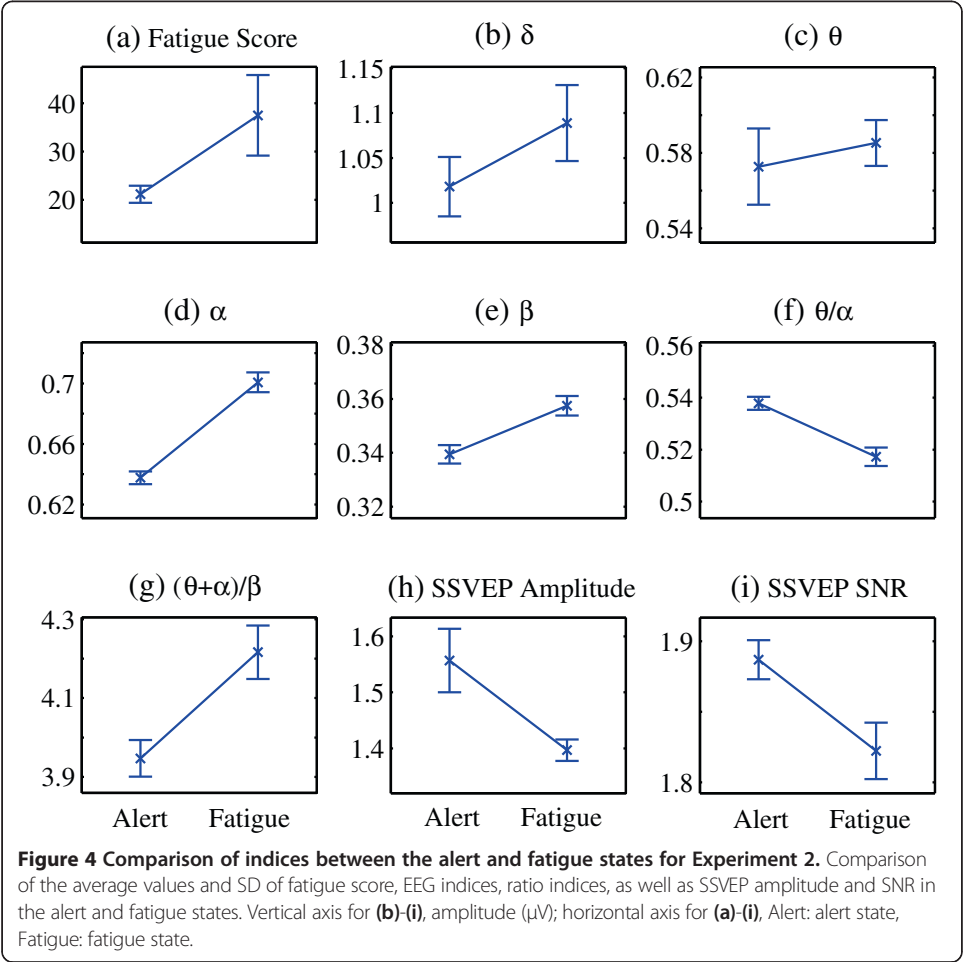 (a) Fatigue Score
(b) δ
(c) θ
40
30
20
1.15
1.1
1.05
1
0.62
0.58
0.54
(d) α
(e) β
(f) θ/α
0.7
0.66
0.62
0.38
0.36
0.34
0.32
0.56
0.54
0.52
0.5
(g) (θ+α)/β
(h) SSVEP Amplitude
(i) SSVEP SNR
4.3
4.1
3.9
1.6
1.5
1.4
1.9
1.8
Alert Fatigue
Alert Fatigue
Alert Fatigue
Figure 4 Comparison of indices between the alert and fatigue states for Experiment 2. Comparison
of the average values and SD of fatigue score, EEG indices, ratio indices, as well as SSVEP amplitude and SNR in
the alert and fatigue states. Vertical axis for (b)-(i), amplitude (μV); horizontal axis for (a)-(i), Alert: alert state,
Fatigue: fatigue state.